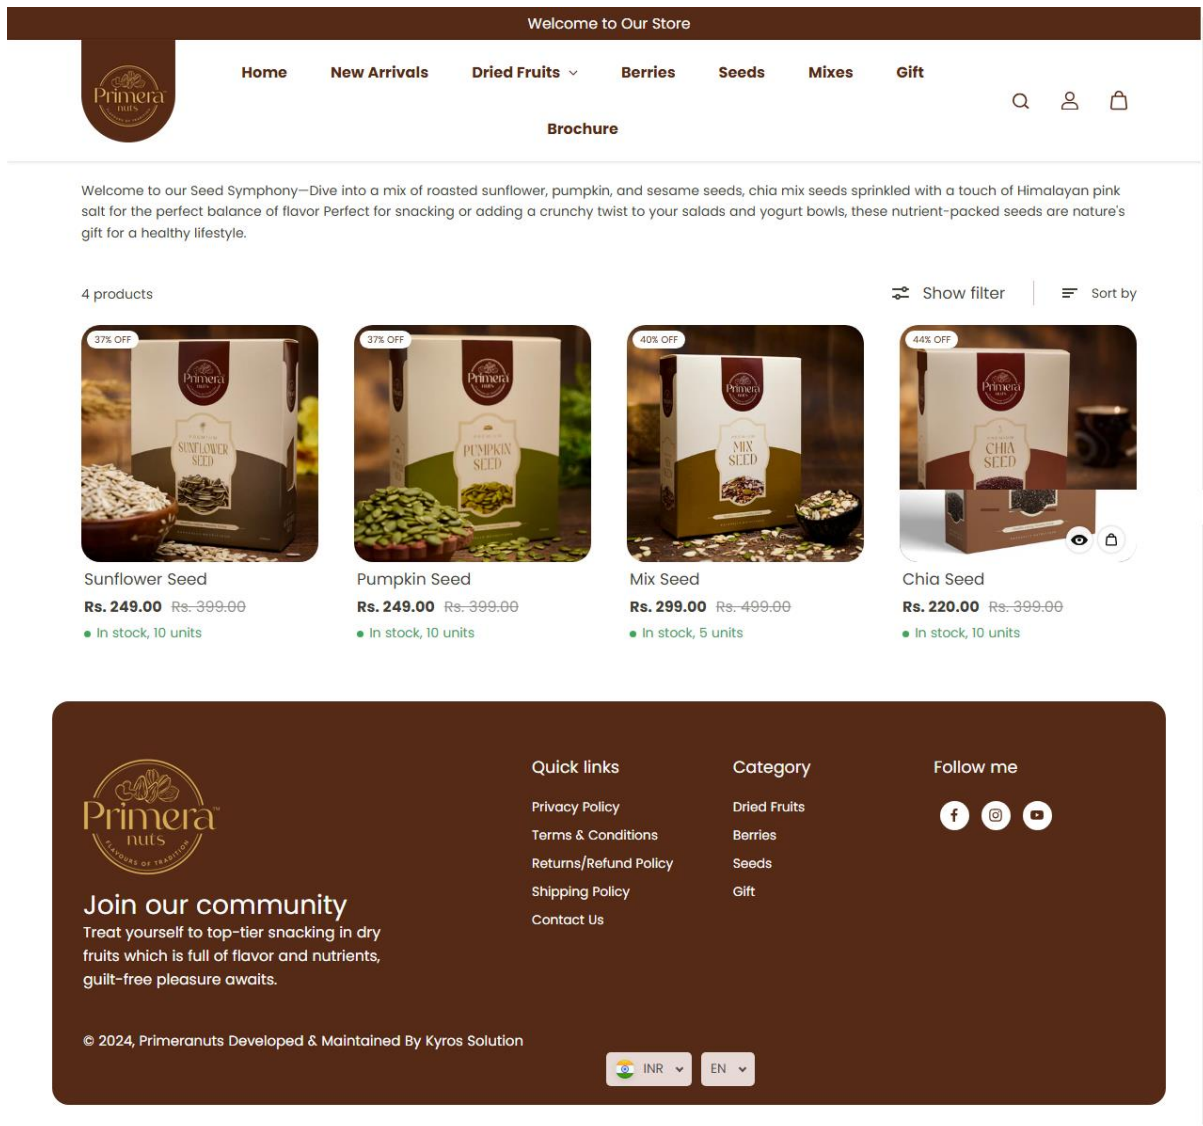 Welcome to Our Store
Primera
nuts
Home New Arrivals Dried Fruits Berries Seeds Mixes Gift
Brochure
Welcome to our Seed Symphony—Dive into a mix of roasted sunflower, pumpkin, and sesame seeds, chia mix seeds sprinkled with a touch of Himalayan pink
salt for the perfect balance of flavor Perfect for snacking or adding a crunchy twist to your salads and yogurt bowls, these nutrient-packed seeds are nature's
gift for a healthy lifestyle.
4 products
Show filter
Sort by
37% OFF
Primera
PREMIUM
SUNFLOWER
SEED
Sunflower Seed
Rs. 249.00 Rs. 399.00
In stock, 10 units
37% OFF
Primera
PREMIUM
PUMPKIN
SEED
Pumpkin Seed
Rs. 249.00 Rs. 399.00
In stock, 10 units
40% OFF
Primera
PREMIUM
MIX
SEED
Mix Seed
Rs. 299.00 Rs. 499.00
In stock, 5 units
44% OFF
Primera
PREMIUM
CHIA
SEED
Chia Seed
Rs. 220.00 Rs. 399.00
In stock, 10 units
Primera™
nuts
FLAVOURS OF TRADITION
Join our community
Treat yourself to top-tier snacking in dry
fruits which is full of flavor and nutrients,
guilt-free pleasure awaits.
Quick links
Privacy Policy
Terms & Conditions
Returns/Refund Policy
Shipping Policy
Contact Us
Category
Dried Fruits
Berries
Seeds
Gift
Follow me
© 2024, Primeranuts Developed & Maintained By Kyros Solution
INR
EN